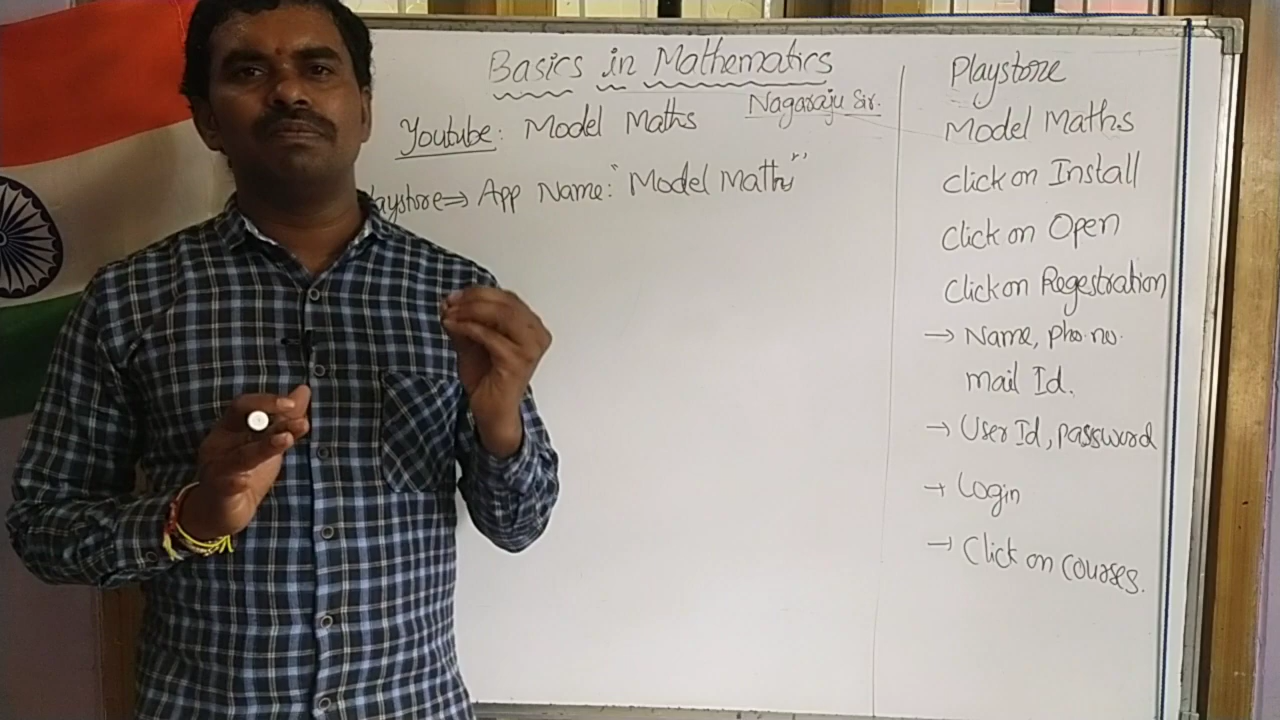 Basics in Mathematics
Nagaraju Sir.
Youtube: Model Maths
aystore⇒ App Name: "Model Maths"
Playstore
Model Maths
click on Install
Click on Open
Click on Regestration
→ Name, pho.no.
mail Id.
→ User Id, password
→ Login
→ Click on courses.